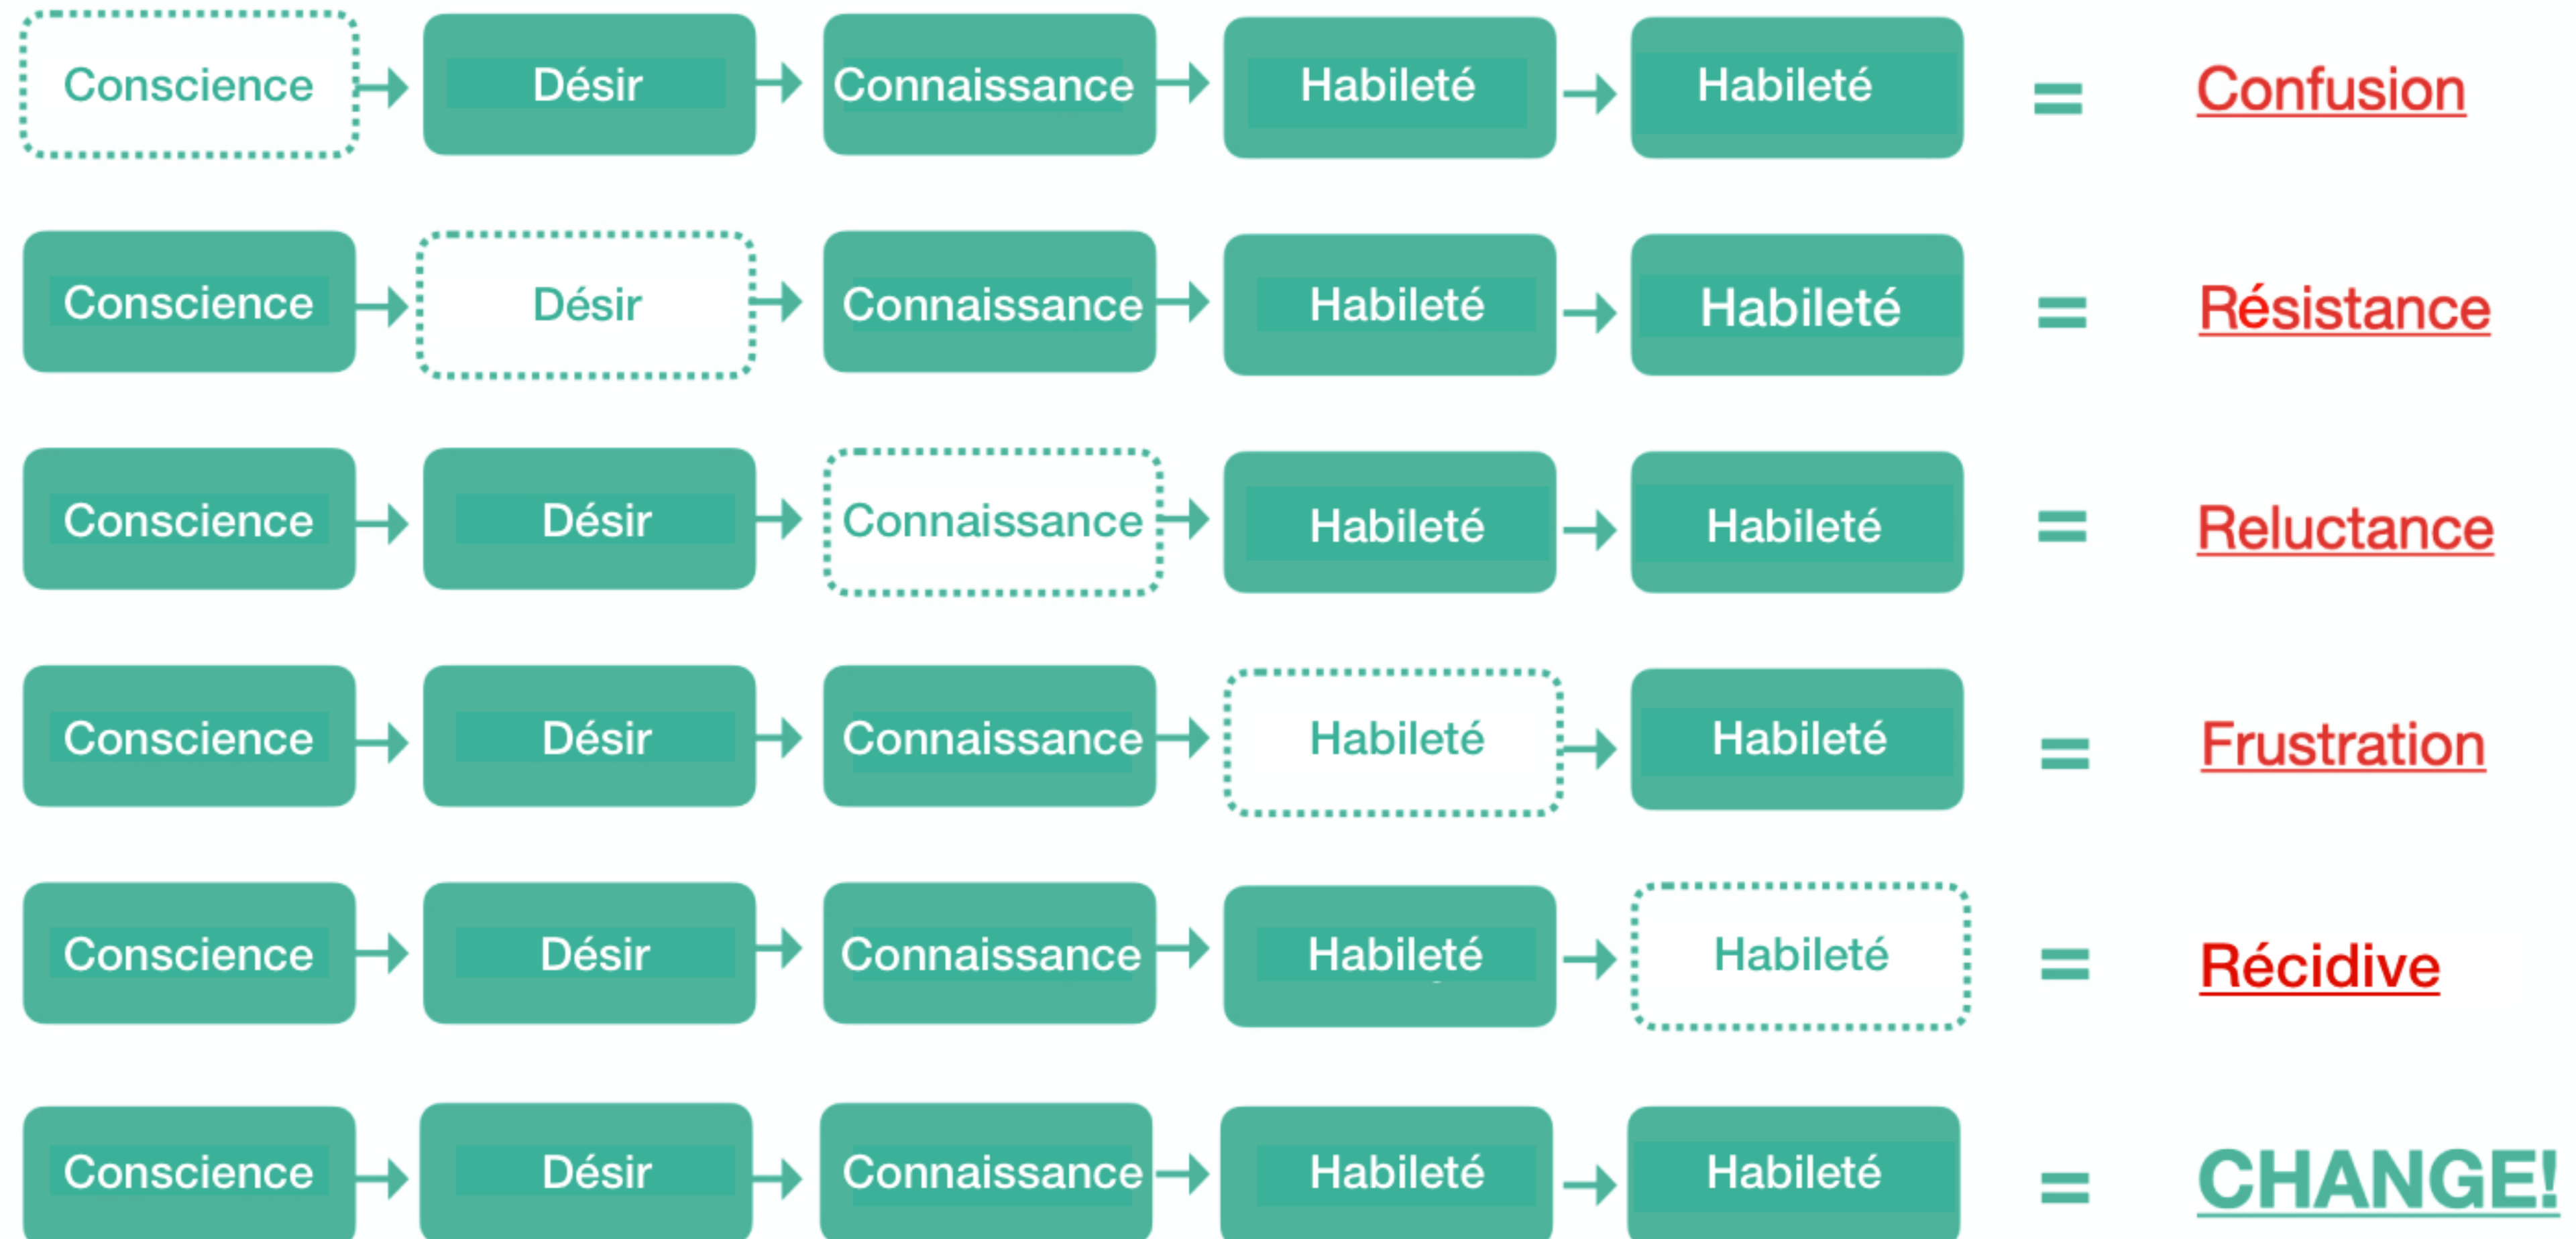 Conscience Désir Connaissance Habileté Habileté = Confusion
Conscience Désir Connaissance Habileté Habileté = Résistance
Conscience Désir Connaissance Habileté Habileté = Reluctance
Conscience Désir Connaissance Habileté Habileté = Frustration
Conscience Désir Connaissance Habileté Habileté = Récidive
Conscience Désir Connaissance Habileté Habileté = CHANGE!